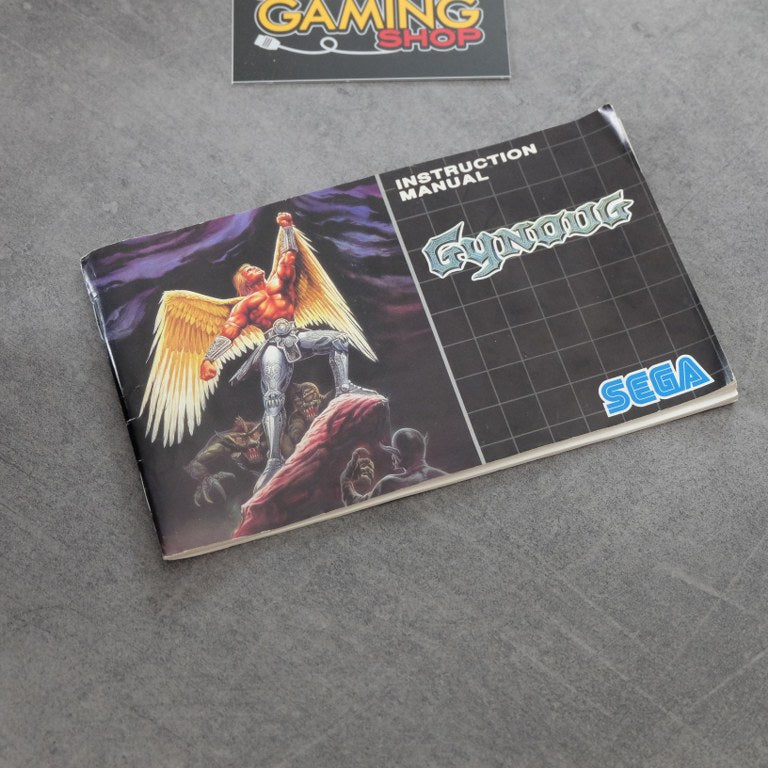 GAMING
SHOP
INSTRUCTION
MANUAL
GYNOUG
SEGA